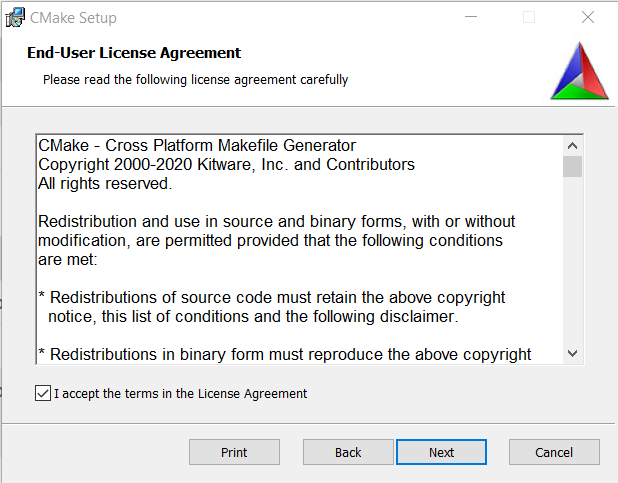 CMake Setup
End-User License Agreement
Please read the following license agreement carefully
CMake - Cross Platform Makefile Generator
Copyright 2000-2020 Kitware, Inc. and Contributors
All rights reserved.
Redistribution and use in source and binary forms, with or without
modification, are permitted provided that the following conditions
are met:
* Redistributions of source code must retain the above copyright
notice, this list of conditions and the following disclaimer.
* Redistributions in binary form must reproduce the above copyright
I accept the terms in the License Agreement
Print
Back
Next
Cancel